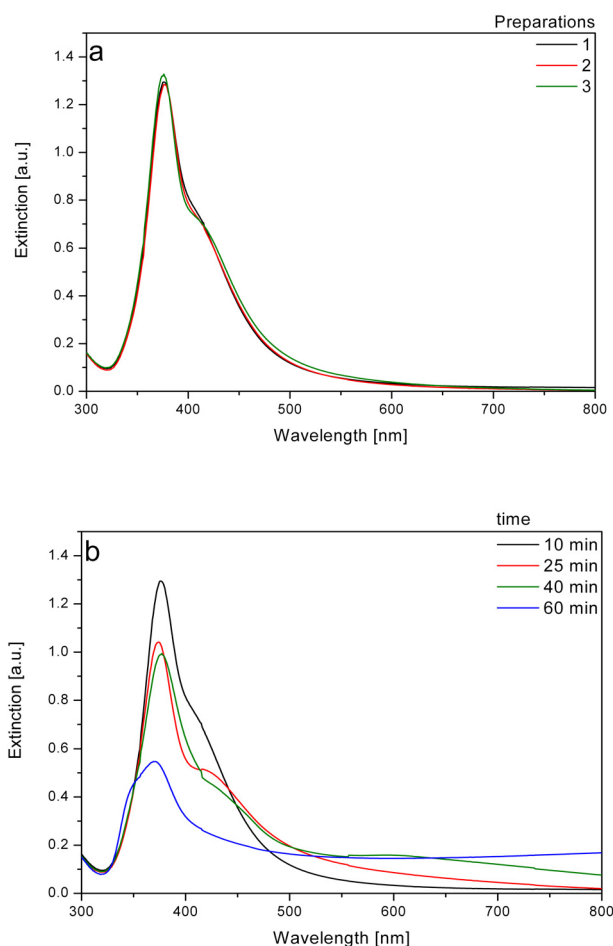 Preparations
a
1
2
3
1.4
1.2
1.0
0.8
0.6
0.4
0.2
0.0
Extinction [a.u.]
300 400 500 600 700 800
Wavelength [nm]
time
b
10 min
25 min
40 min
60 min
1.4
1.2
1.0
0.8
0.6
0.4
0.2
0.0
Extinction [a.u.]
300 400 500 600 700 800
Wavelength [nm]